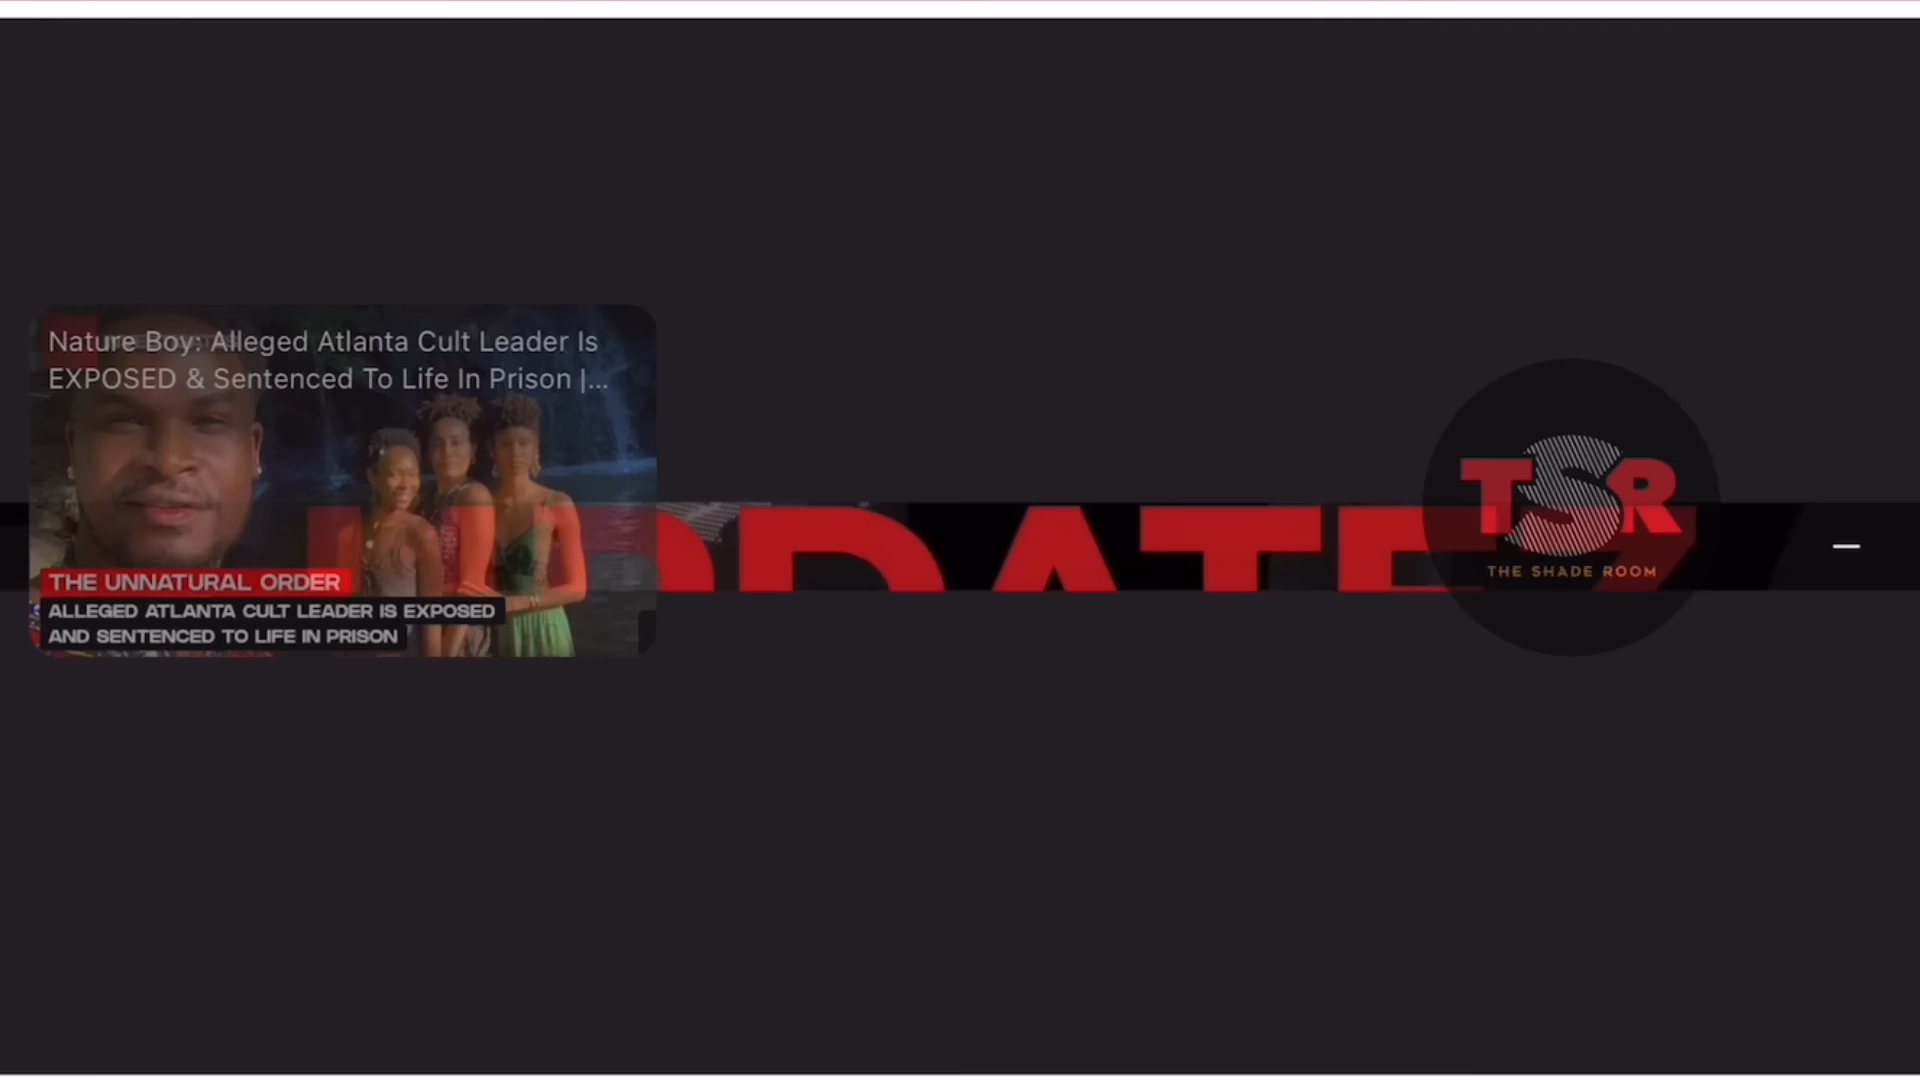 Nature Boy: Alleged Atlanta Cult Leader Is
EXPOSED & Sentenced To Life In Prison |...
THE UNNATURAL ORDER
ALLEGED ATLANTA CULT LEADER IS EXPOSED
AND SENTENCED TO LIFE IN PRISON
UPDATE
TSR
THE SHADE ROOM